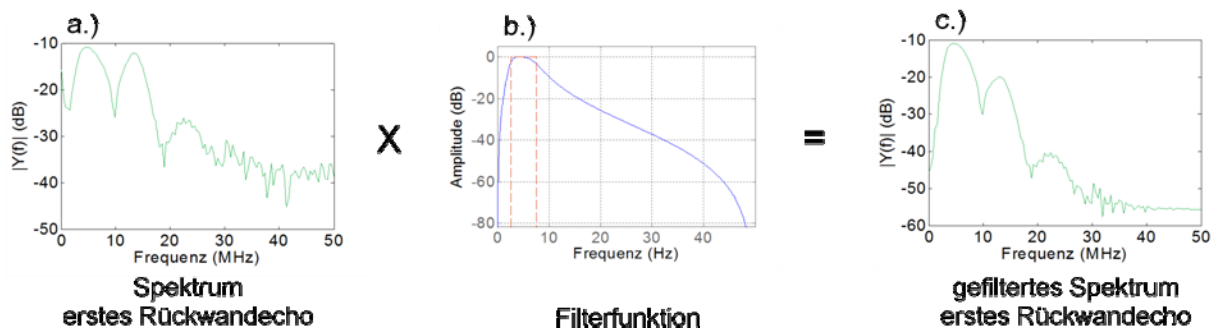 a.)
-10
-20
-30
-40
-50
|Y(f)| (dB)
0 10 20 30 40 50
Frequenz (MHz)
Spektrum
erstes Rückwandecho
X
b.)
0
-20
-40
-60
-80
Amplitude (dB)
0 10 20 30 40
Frequenz (Hz)
Filterfunktion
=
c.)
-10
-20
-30
-40
-50
-60
|Y(f)| (dB)
0 10 20 30 40 50
Frequenz (MHz)
gefiltertes Spektrum
erstes Rückwandecho